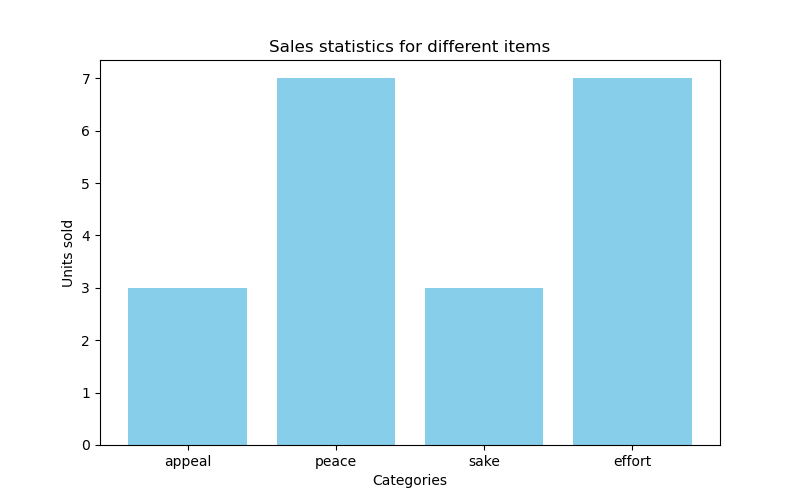 Sales statistics for different items
7
6
5
4
3
2
1
0
Units sold
appeal peace sake effort
Categories